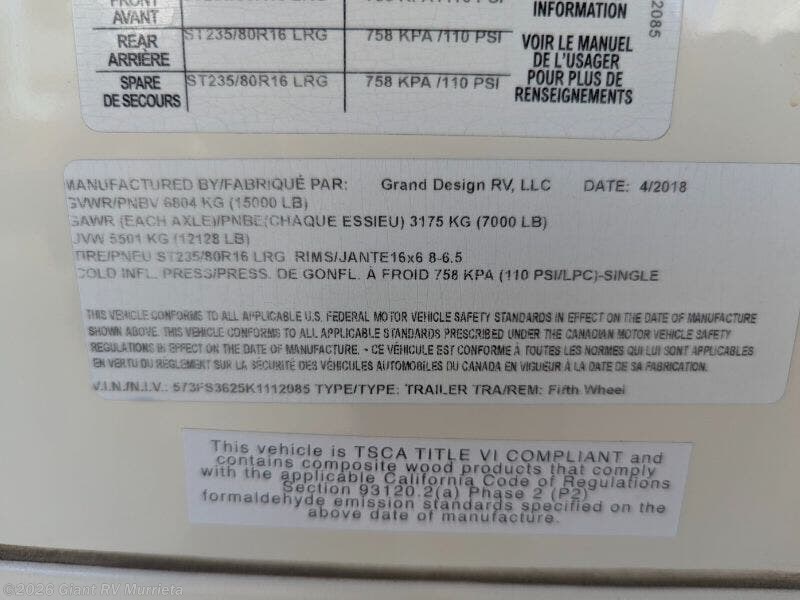 FRONT
AVANT
INFORMATION
REAR
ARRIÈRE
ST235/80R16 LRG
758 KPA /110 PSI
VOIR LE MANUEL
DE L'USAGER
POUR PLUS DE
RENSEIGNEMENTS
SPARE
DE SECOURS
ST235/80R16 LRG
758 KPA /110 PSI
2085
MANUFACTURED BY/FABRIQUÉ PAR: Grand Design RV, LLC DATE: 4/2018
GVWR/PNBV 6804 KG (15000 LB)
GAWR (EACH AXLE)/PNBE(CHAQUE ESSIEU) 3175 KG (7000 LB)
UVW 5501 KG (12128 LB)
TIRE/PNEU ST235/80R16 LRG RIMS/JANTE16x6 8-6.5
COLD INFL. PRESS/PRESS. DE GONFL. À FROID 758 KPA (110 PSI/LPC)-SINGLE
THIS VEHICLE CONFORMS TO ALL APPLICABLE U.S. FEDERAL MOTOR VEHICLE SAFETY STANDARDS IN EFFECT ON THE DATE OF MANUFACTURE
SHOWN ABOVE. THIS VEHICLE CONFORMS TO ALL APPLICABLE STANDARDS PRESCRIBED UNDER THE CANADIAN MOTOR VEHICLE SAFETY
REGULATIONS IN EFFECT ON THE DATE OF MANUFACTURE. - CE VÉHICULE EST CONFORME À TOUTES LES NORMES QUI LUI SONT APPLICABLES
EN VERTU DU RÈGLEMENT SUR LA SÉCURITÉ DES VÉHICULES AUTOMOBILES DU CANADA EN VIGUEUR À LA DATE DE SA FABRICATION.
V.I.N./N.I.V.: 573FS3625K1112085 TYPE/TYPE: TRAILER TRA/REM: Fifth Wheel
This vehicle is TSCA TITLE VI COMPLIANT and
contains composite wood products that comply
with the applicable California Code of Regulations
Section 93120.2(a) Phase 2 (P2)
formaldehyde emission standards specified on the
above date of manufacture.
©2026 Giant RV Murrieta